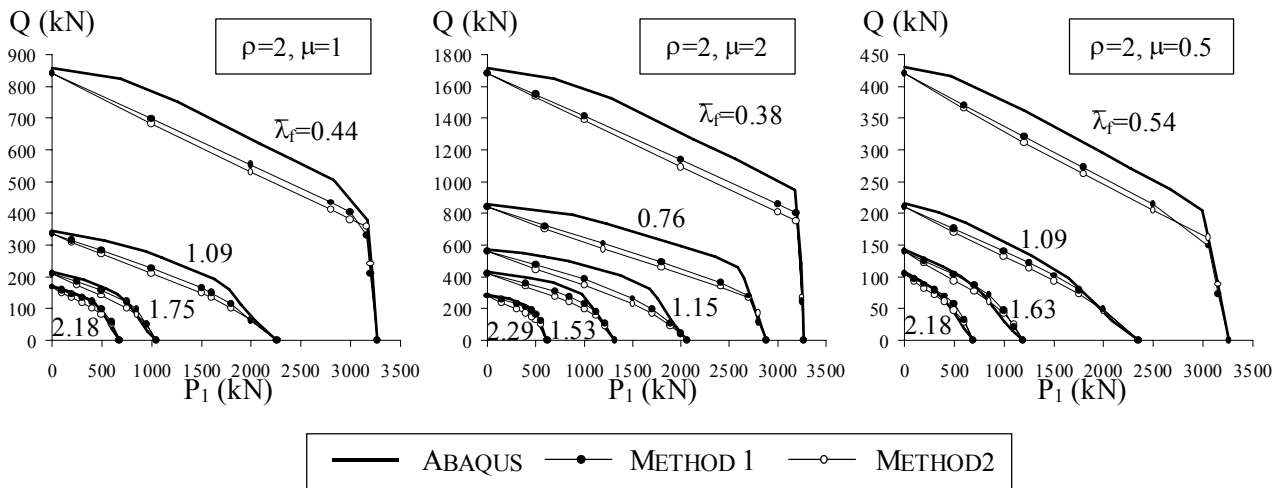 Q (kN)
ρ=2, μ=1
900
800
700
600
500
400
300
200
100
0
λ̄f=0.44
1.09
1.75
2.18
0 500 1000 1500 2000 2500 3000 3500
P1 (kN)
Q (kN)
ρ=2, μ=2
1800
1600
1400
1200
1000
800
600
400
200
0
λ̄f=0.38
0.76
1.15
1.53
2.29
0 500 1000 1500 2000 2500 3000 3500
P1 (kN)
Q (kN)
ρ=2, μ=0.5
450
400
350
300
250
200
150
100
50
0
λ̄f=0.54
1.09
1.63
2.18
0 500 1000 1500 2000 2500 3000 3500
P1 (kN)
ABAQUS METHOD 1 METHOD2